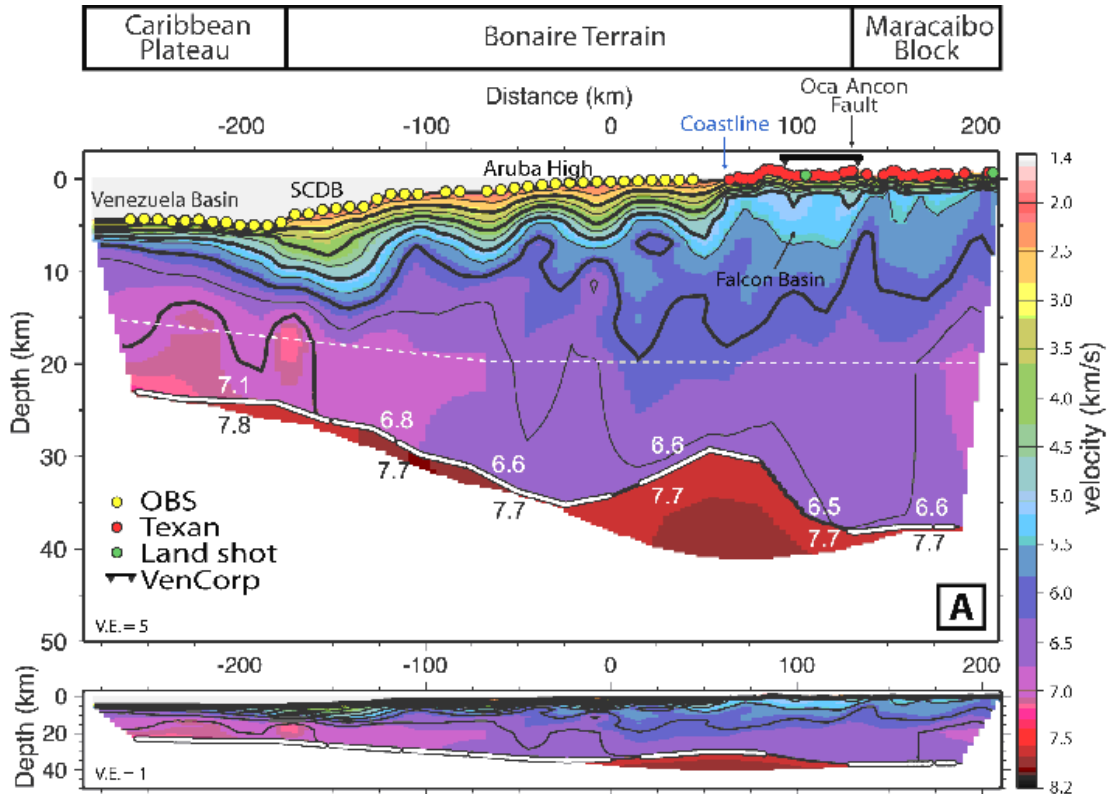 Caribbean
Plateau
Bonaire Terrain
Maracaibo
Block
Distance (km)
Oca Ancon
Fault
-200 -100 0 Coastline 100 200
Aruba High
SCDB
Venezuela Basin
Falcon Basin
0
10
20
30
40
50
Depth (km)
7.1
7.8
6.8
7.7
6.6
7.7
6.6
7.7
6.5
7.7
6.6
7.7
OBS
Texan
Land shot
VenCorp
V.E. = 5
A
1.4
2.5
3.0
3.5
4.5
5.0
5.5
6.0
6.5
7.0
7.5
8.2
velocity (km/s)
-200 -100 0 100 200
0
20
40
Depth (km)
V.E. = 1